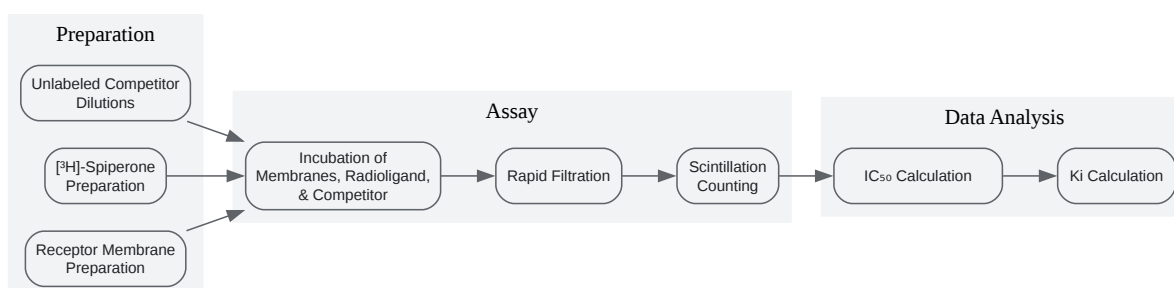 Preparation
Unlabeled Competitor
Dilutions
[³H]-Spiperone
Preparation
Receptor Membrane
Preparation
Assay
Incubation of
Membranes, Radioligand,
& Competitor
Rapid Filtration
Scintillation
Counting
Data Analysis
IC₅₀ Calculation
Ki Calculation